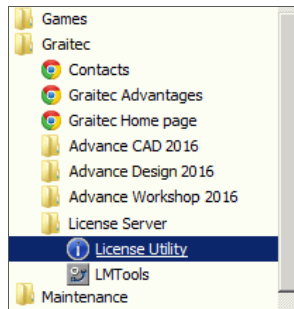 Games
Graitec
Contacts
Graitec Advantages
Graitec Home page
Advance CAD 2016
Advance Design 2016
Advance Workshop 2016
License Server
License Utility
LMTools
Maintenance